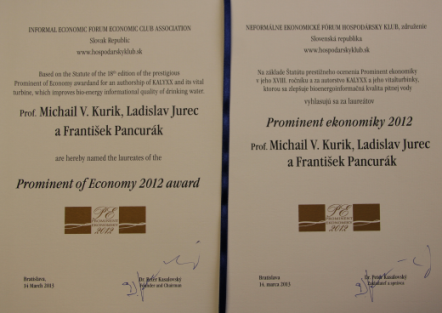 INFORMAL ECONOMIC FORUM ECONOMIC CLUB ASSOCIATION
Slovak Republic
www.hospodarskyklub.sk
Based on the Statute of the 18th edition of the prestigious
Prominent of Economy awarded for an authorship of KALYXX and its vital
turbine, which improves bio-energy informational quality of drinking water.
Prof. Michail V. Kurik, Ladislav Jurec
a František Pancurák
are hereby named the laureates of the
Prominent of Economy 2012 award
PE
2012
Bratislava,
14 March 2013
Dr. Peter Kasalovský
Founder and Chairman
NEFORMÁLNE EKONOMICKÉ FÓRUM HOSPODÁRSKY KLUB, združenie
Slovenská republika
www.hospodarskyklub.sk
Na základe Štatútu prestížneho ocenenia Prominent ekonomiky
v jeho XVIII. ročníku a za autorstvo KALYXX a jeho vitaturbínky,
ktorou sa zlepšuje bioenergoinformačná kvalita pitnej vody
vyhlasujú sa za laureátov
Prominent ekonomiky 2012
Prof. Michail V. Kurik, Ladislav Jurec
a František Pancurák
PE
2012
Bratislava
14. marca 2013
Dr. Peter Kasalovský
Zakladateľ a správca